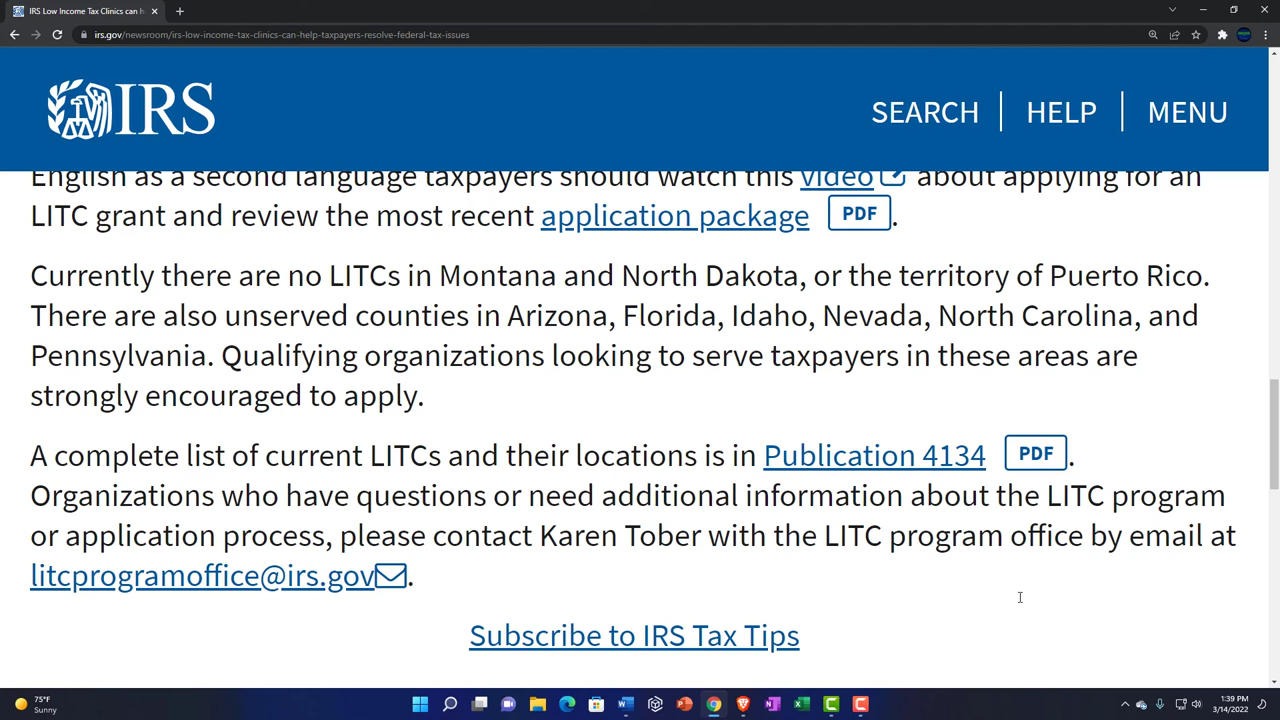 IRS Low Income Tax Clinics can h
irs.gov/newsroom/irs-low-income-tax-clinics-can-help-taxpayers-resolve-federal-tax-issues
IRS
SEARCH HELP MENU
English as a second language taxpayers should watch this video about applying for an
LITC grant and review the most recent application package PDF.
Currently there are no LITCs in Montana and North Dakota, or the territory of Puerto Rico.
There are also unserved counties in Arizona, Florida, Idaho, Nevada, North Carolina, and
Pennsylvania. Qualifying organizations looking to serve taxpayers in these areas are
strongly encouraged to apply.
A complete list of current LITCs and their locations is in Publication 4134 PDF.
Organizations who have questions or need additional information about the LITC program
or application process, please contact Karen Tober with the LITC program office by email at
litcprogramoffice@irs.gov.
Subscribe to IRS Tax Tips
75°F
Sunny
1:39 PM
3/14/2022